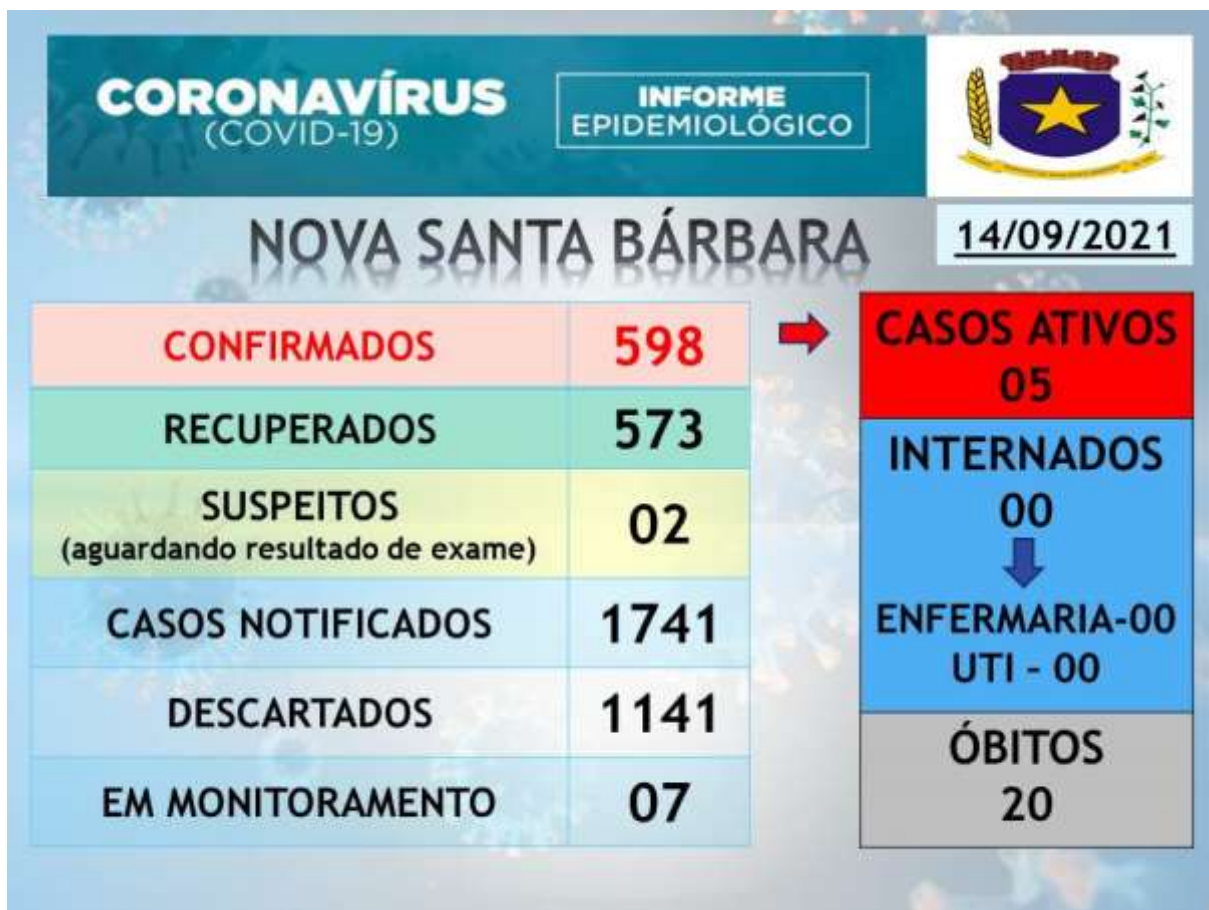 CORONAVÍRUS
(COVID-19)
INFORME
EPIDEMIOLÓGICO
NOVA SANTA BÁRBARA
14/09/2021
CONFIRMADOS 598
RECUPERADOS 573
SUSPEITOS
(aguardando resultado de exame) 02
CASOS NOTIFICADOS 1741
DESCARTADOS 1141
EM MONITORAMENTO 07
CASOS ATIVOS
05
INTERNADOS
00
ENFERMARIA-00
UTI – 00
ÓBITOS
20